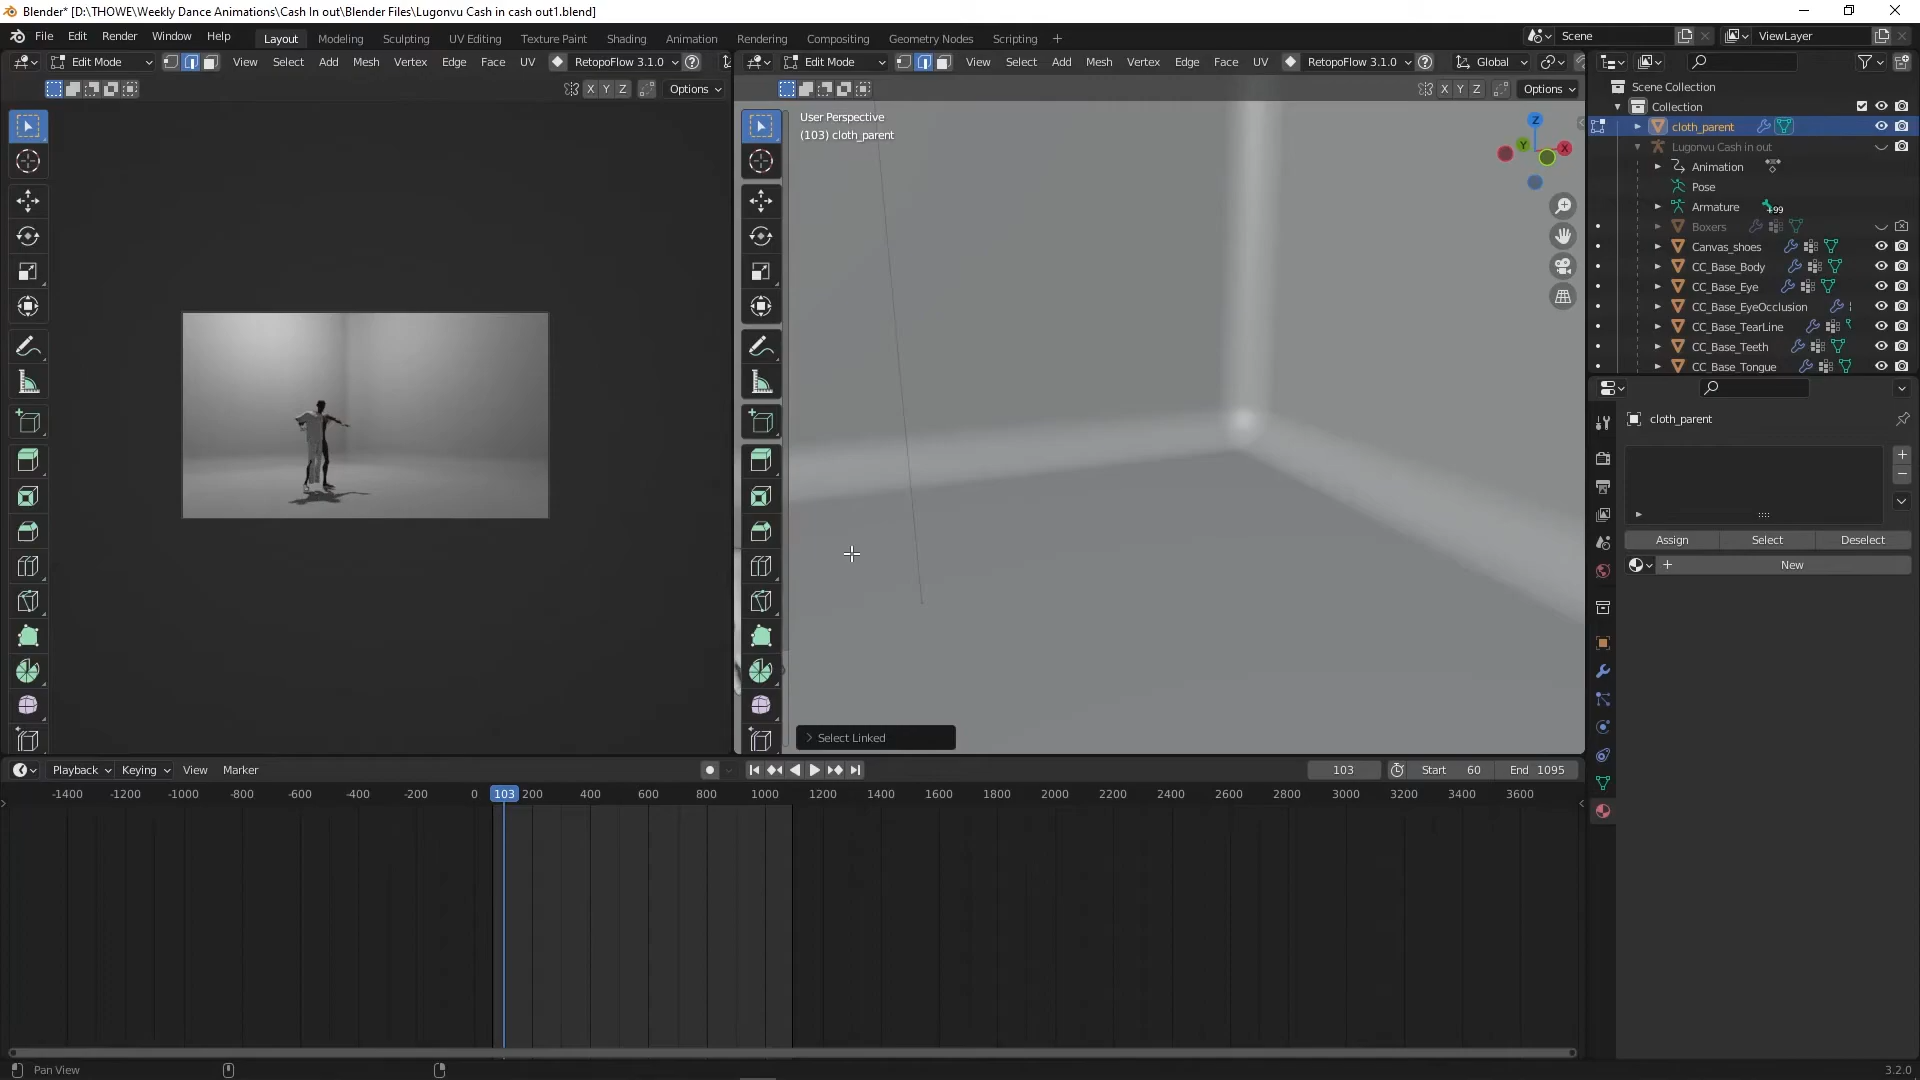 Blender* [D:\THOWE\Weekly Dance Animations\Cash In out\Blender Files\Lugonvu Cash in cash out1.blend]
File Edit Render Window Help Layout Modeling Sculpting UV Editing Texture Paint Shading Animation Rendering Compositing Geometry Nodes Scripting + Scene ViewLayer
Edit Mode View Select Add Mesh Vertex Edge Face UV RetopoFlow 3.1.0
X Y Z Options
Edit Mode View Select Add Mesh Vertex Edge Face UV RetopoFlow 3.1.0 Global
X Y Z Options
User Perspective
(103) cloth_parent
Z
Y
X
Select Linked
Scene Collection
Collection
cloth_parent
Lugonvu Cash in out
Animation
Pose
Armature +99
Boxers
Canvas_shoes
CC_Base_Body
CC_Base_Eye
CC_Base_EyeOcclusion
CC_Base_TearLine
CC_Base_Teeth
CC_Base_Tongue
cloth_parent
Assign Select Deselect
New
Playback Keying View Marker 103 Start 60 End 1095
-1400 -1200 -1000 -800 -600 -400 -200 0 103 200 400 600 800 1000 1200 1400 1600 1800 2000 2200 2400 2600 2800 3000 3200 3400 3600
Pan View 3.2.0